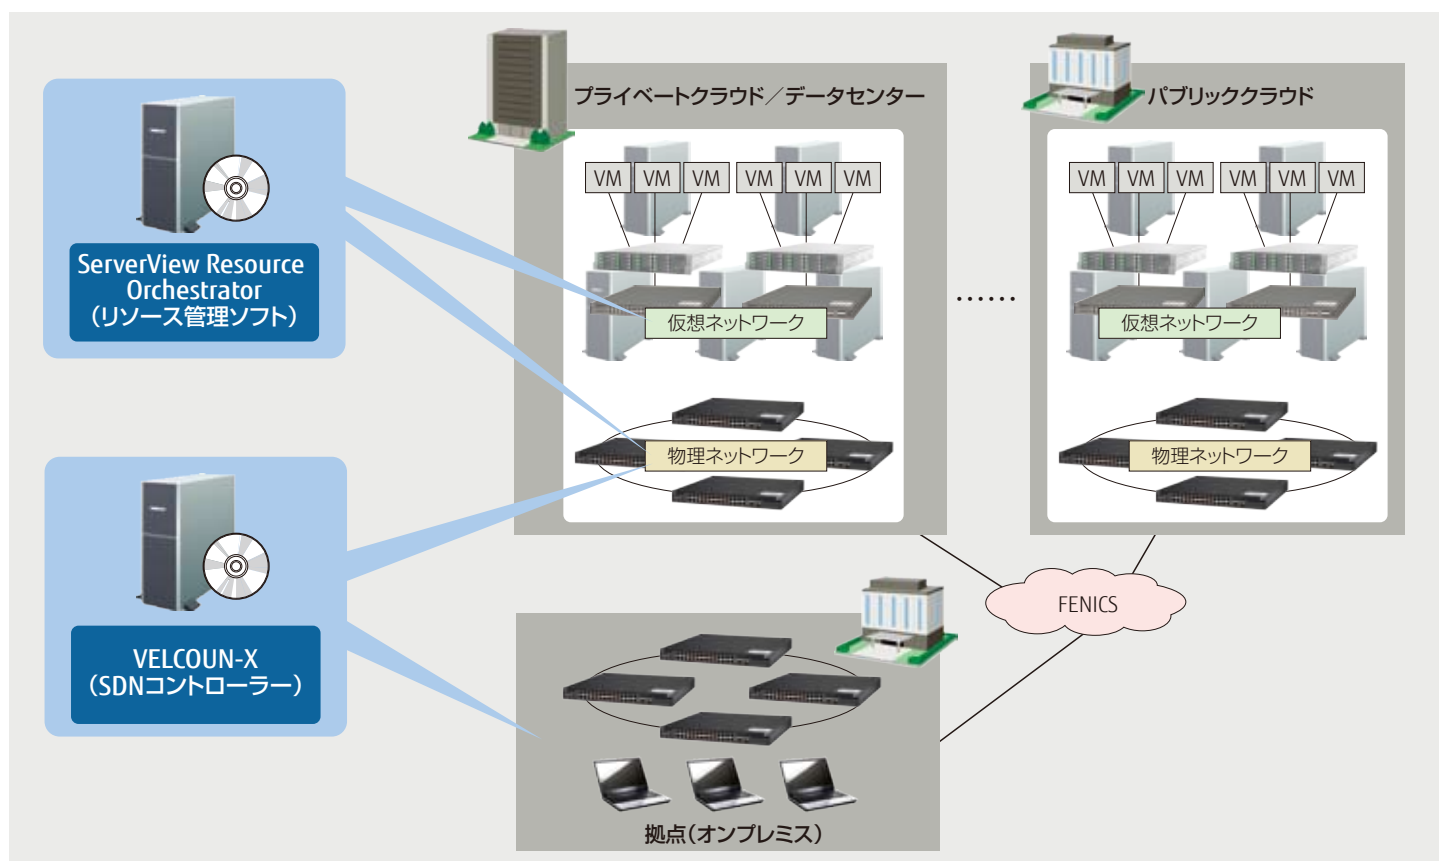 プライベートクラウド／データセンター
パブリッククラウド
VM VM VM VM VM VM
VM VM VM VM VM VM
ServerView Resource
Orchestrator
（リソース管理ソフト）
仮想ネットワーク
……
仮想ネットワーク
物理ネットワーク
物理ネットワーク
FENICS
VELCOUN-X
（SDNコントローラー）
拠点（オンプレミス）